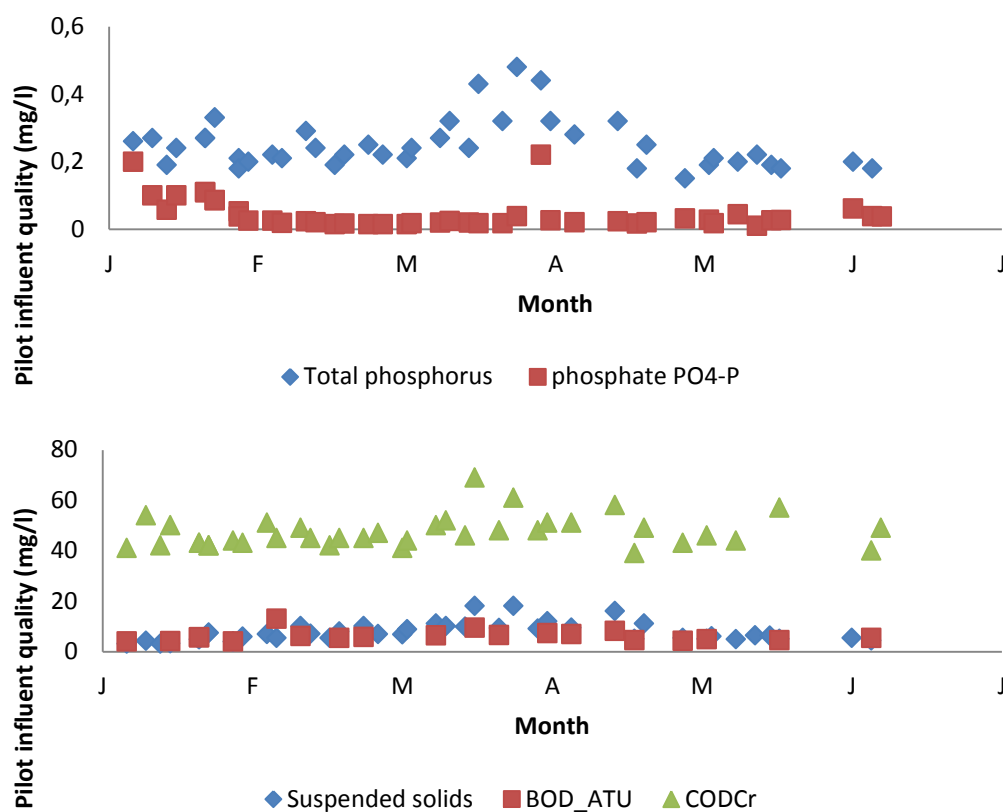 Pilot influent quality (mg/l)
0,6
0,4
0,2
0
J F M A M J J
Month
Total phosphorus phosphate PO4-P
Pilot influent quality (mg/l)
80
60
40
20
0
J F M A M J J
Month
Suspended solids BOD_ATU CODCr